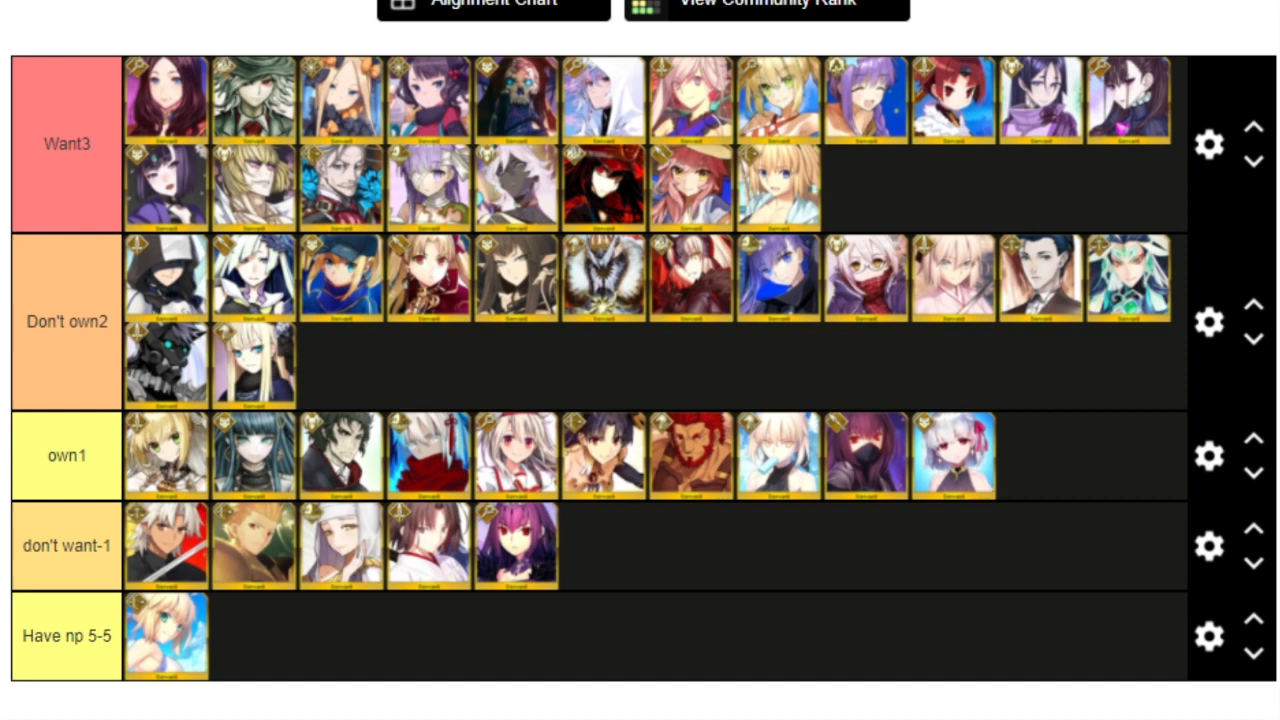 Alignment Chart
View Community Rank
Want3
Don't own2
own1
don't want-1
Have np 5-5